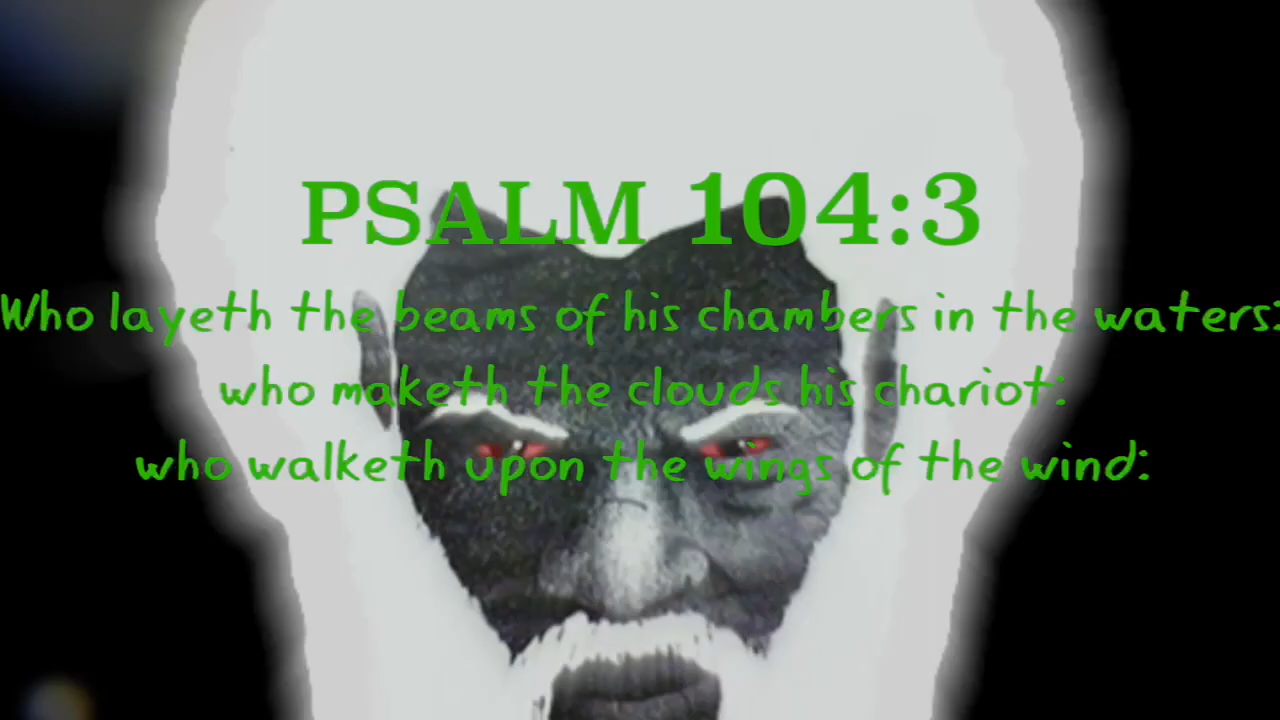 PSALM 104:3
Who layeth the beams of his chambers in the waters:
who maketh the clouds his chariot:
who walketh upon the wings of the wind: